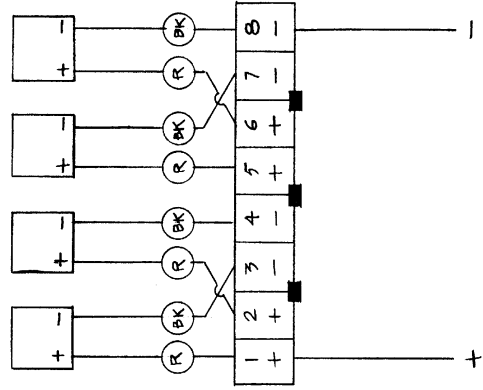 + - + - + - + -
R BK R BK R BK R BK
1 2 3 4 5 6 7 8
+ + - - + + - -
+ -